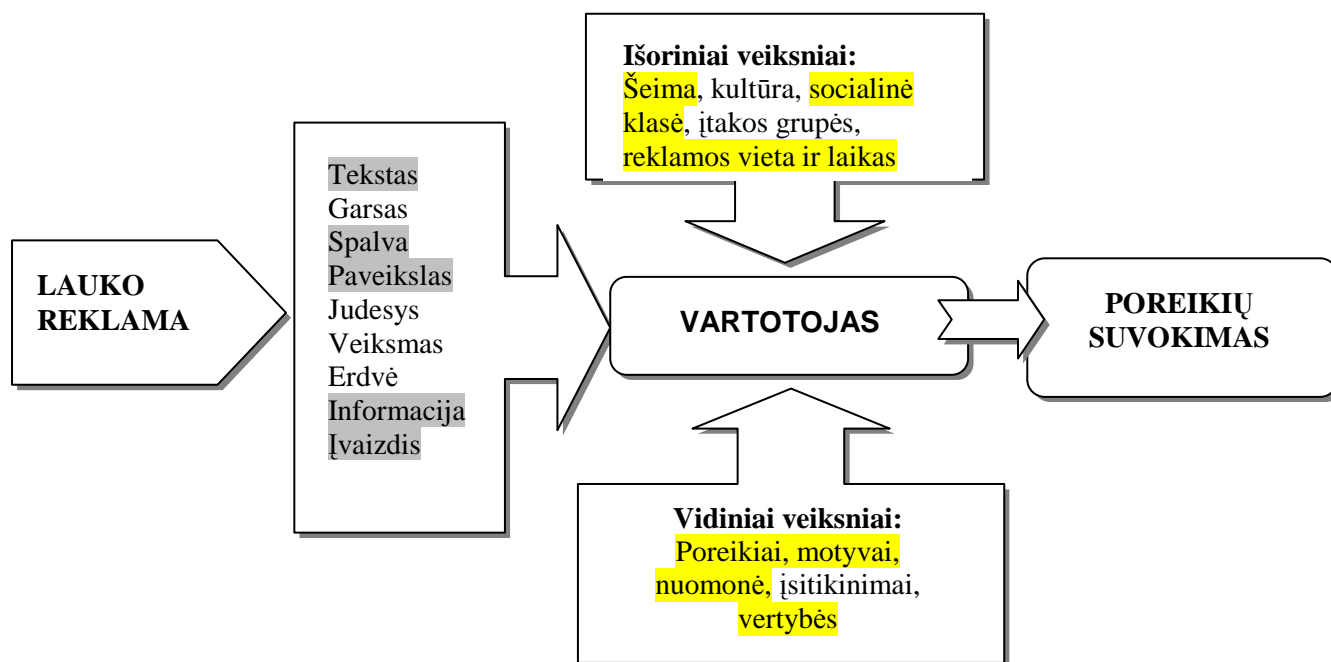 Išoriniai veiksniai:
Šeima, kultūra, socialinė
klasė, įtakos grupės,
reklamos vieta ir laikas
LAUKO
REKLAMA
Tekstas
Garsas
Spalva
Paveikslas
Judesys
Veiksmas
Erdvė
Informacija
Įvaizdis
VARTOTOJAS
POREIKIŲ
SUVOKIMAS
Vidiniai veiksniai:
Poreikiai, motyvai,
nuomonė, įsitikinimai,
vertybės